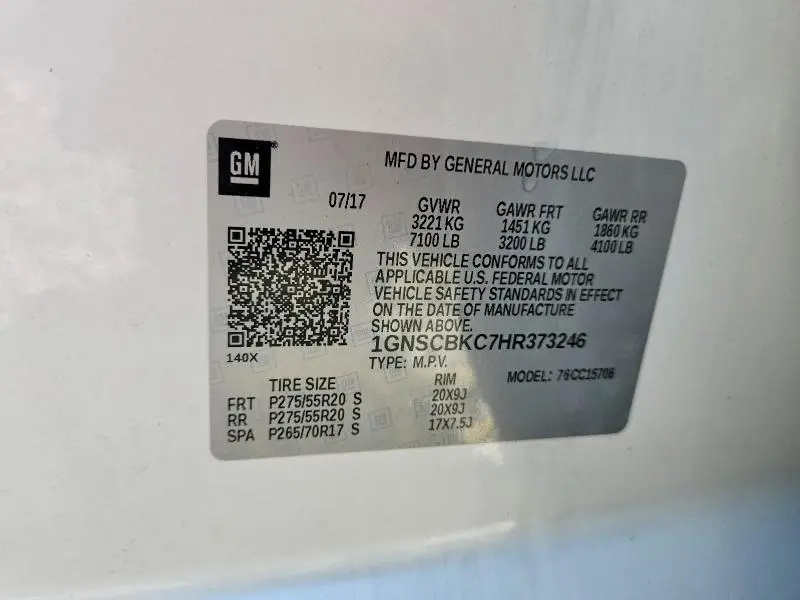 GM
MFD BY GENERAL MOTORS LLC
07/17
GVWR GAWR FRT GAWR RR
3221 KG 1451 KG 1860 KG
7100 LB 3200 LB 4100 LB
THIS VEHICLE CONFORMS TO ALL
APPLICABLE U.S. FEDERAL MOTOR
VEHICLE SAFETY STANDARDS IN EFFECT
ON THE DATE OF MANUFACTURE
SHOWN ABOVE.
1GNSCBKC7HR373246
140X
TYPE: M.P.V. MODEL: 76CC15706
TIRE SIZE RIM
FRT P275/55R20 S 20X9J
RR P275/55R20 S 20X9J
SPA P265/70R17 S 17X7.5J